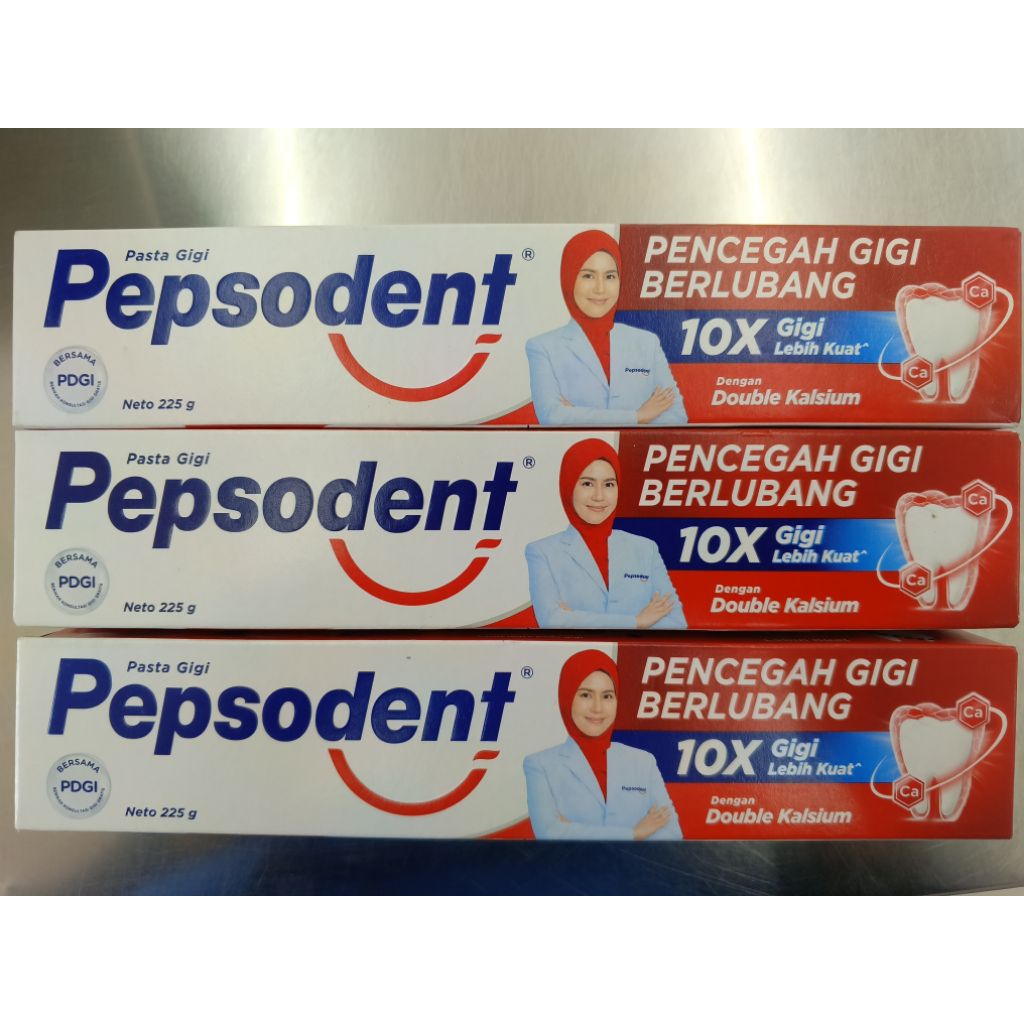 Pasta Gigi
Pepsodent®
BERSAMA
PDGI
Neto 225 g
Pepsodent
PENCEGAH GIGI
BERLUBANG
10X Gigi
Lebih Kuat^
Dengan
Double Kalsium
Ca
Ca
Pasta Gigi
Pepsodent®
BERSAMA
PDGI
Neto 225 g
Pepsodent
PENCEGAH GIGI
BERLUBANG
10X Gigi
Lebih Kuat^
Dengan
Double Kalsium
Ca
Ca
Pasta Gigi
Pepsodent®
BERSAMA
PDGI
Neto 225 g
Pepsodent
PENCEGAH GIGI
BERLUBANG
10X Gigi
Lebih Kuat^
Dengan
Double Kalsium
Ca
Ca